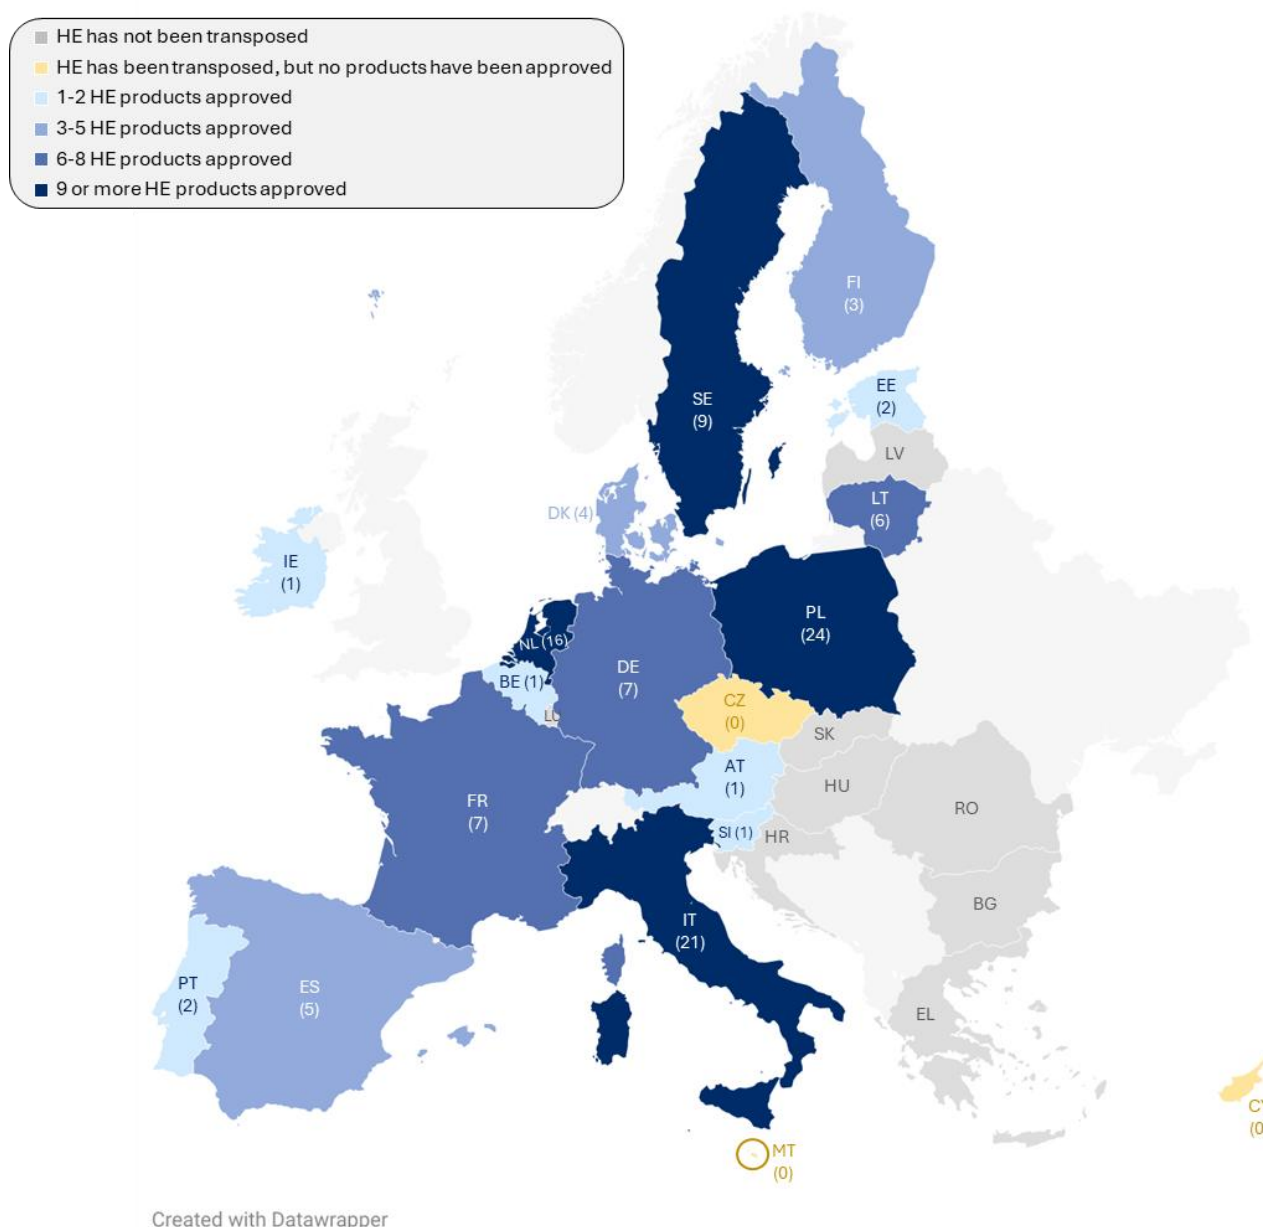 HE has not been transposed
HE has been transposed, but no products have been approved
1-2 HE products approved
3-5 HE products approved
6-8 HE products approved
9 or more HE products approved
FI
(3)
SE
(9)
EE
(2)
LV
LT
(6)
DK (4)
IE
(1)
PL
(24)
NL (16)
DE
(7)
BE (1)
LU
CZ
(0)
SK
AT
(1)
HU
FR
(7)
RO
SI (1)
HR
BG
IT
(21)
PT
(2)
ES
(5)
EL
CY
(0
MT
(0)
Created with Datawrapper